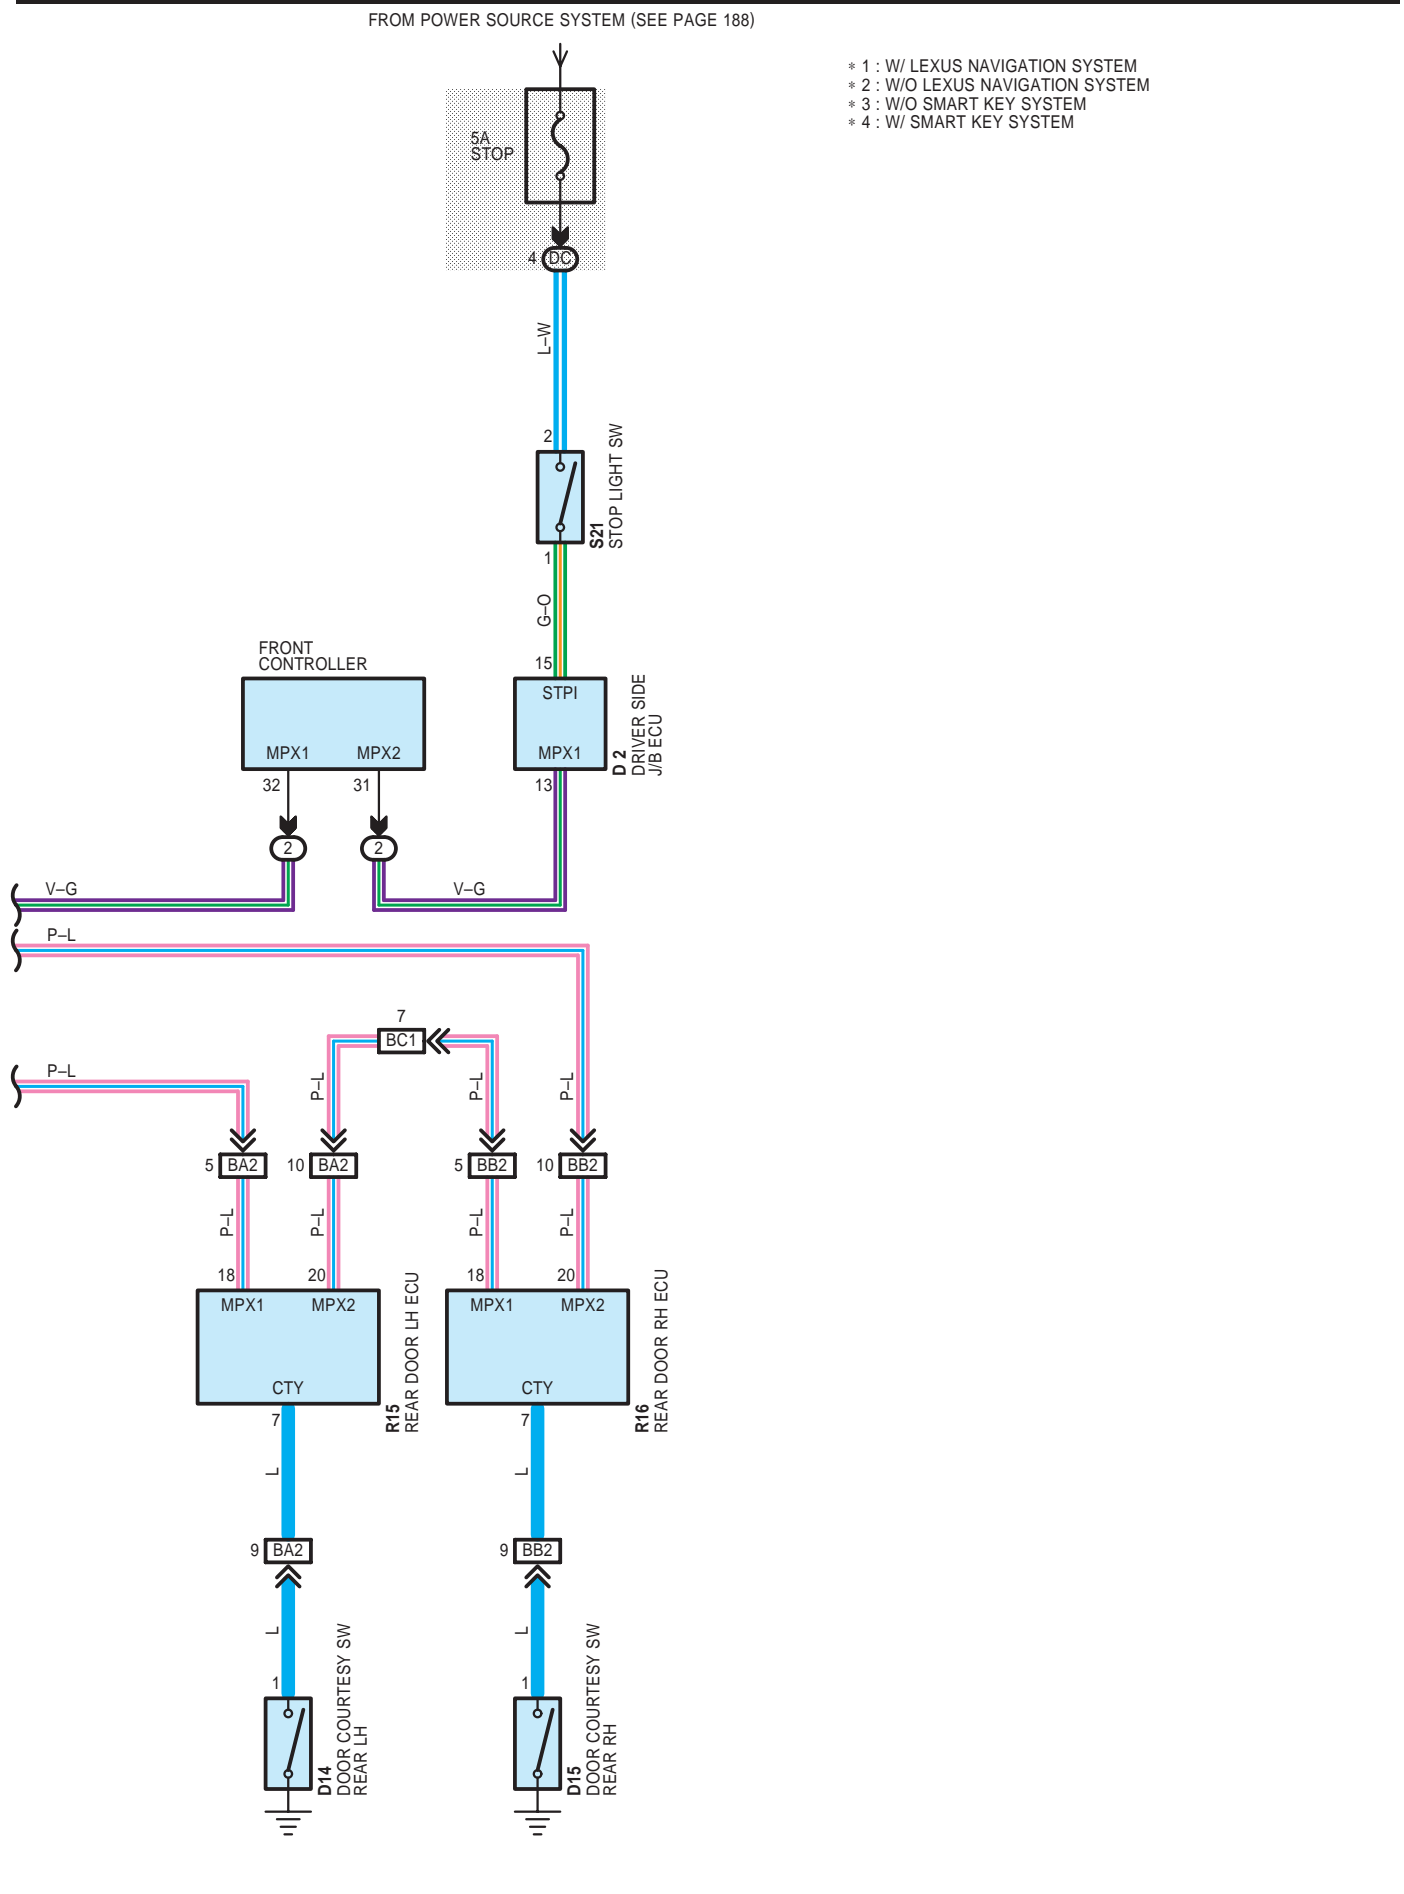 FROM POWER SOURCE SYSTEM (SEE PAGE 188)
∗ 1 : W/ LEXUS NAVIGATION SYSTEM
∗ 2 : W/O LEXUS NAVIGATION SYSTEM
∗ 3 : W/O SMART KEY SYSTEM
∗ 4 : W/ SMART KEY SYSTEM
5A
STOP
4 DC
L–W
2
S21
STOP LIGHT SW
1
G–O
FRONT
CONTROLLER
15
STPI
MPX1 MPX2
MPX1
D 2
DRIVER SIDE
J/B ECU
32 31
13
2 2
V–G V–G
P–L
7
BC1
P–L
P–L P–L P–L
5 BA2 10 BA2 5 BB2 10 BB2
P–L P–L P–L P–L
18 20 18 20
MPX1 MPX2 MPX1 MPX2
CTY CTY
R15
REAR DOOR LH ECU
R16
REAR DOOR RH ECU
7 7
L L
9 BA2 9 BB2
L L
1 1
D14
DOOR COURTESY SW
REAR LH
D15
DOOR COURTESY SW
REAR RH